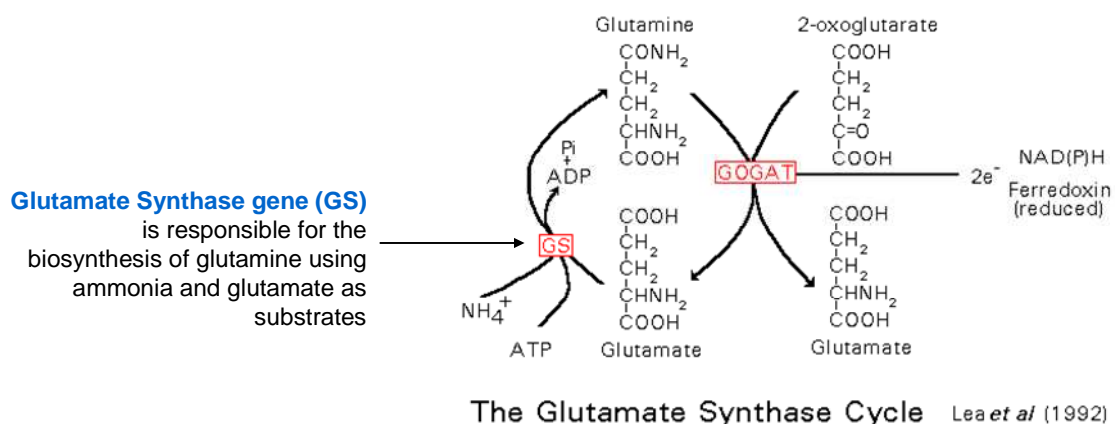 Glutamate Synthase gene (GS)
is responsible for the
biosynthesis of glutamine using
ammonia and glutamate as
substrates
Glutamine
CONH2
CH2
CH2
CHNH2
COOH
2-oxoglutarate
COOH
CH2
CH2
C=O
COOH
Pi
+
ADP
GOGAT
2e-
NAD(P)H
Ferredoxin
(reduced)
GS
NH4+
ATP
COOH
CH2
CH2
CHNH2
COOH
Glutamate
COOH
CH2
CH2
CHNH2
COOH
Glutamate
The Glutamate Synthase Cycle Lea et al (1992)